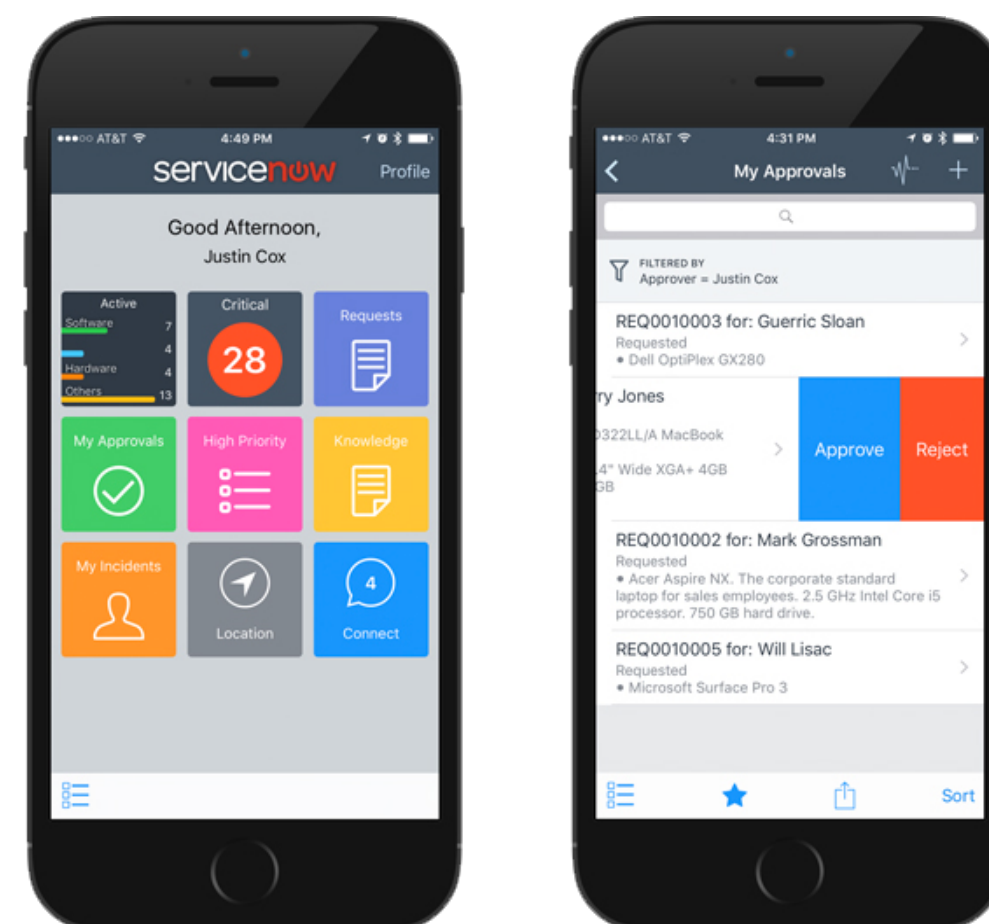 AT&T 4:49 PM
servicenow Profile
Good Afternoon,
Justin Cox
Active
Software 7
4
Hardware 4
Others 13
Critical
28
Requests
My Approvals
High Priority
Knowledge
My Incidents
Location
4
Connect
AT&T 4:31 PM
My Approvals
FILTERED BY
Approver = Justin Cox
REQ0010003 for: Guerric Sloan
Requested
• Dell OptiPlex GX280
ry Jones
322LL/A MacBook
.4" Wide XGA+ 4GB
GB
Approve
Reject
REQ0010002 for: Mark Grossman
Requested
• Acer Aspire NX. The corporate standard
laptop for sales employees. 2.5 GHz Intel Core i5
processor. 750 GB hard drive.
REQ0010005 for: Will Lisac
Requested
• Microsoft Surface Pro 3
Sort